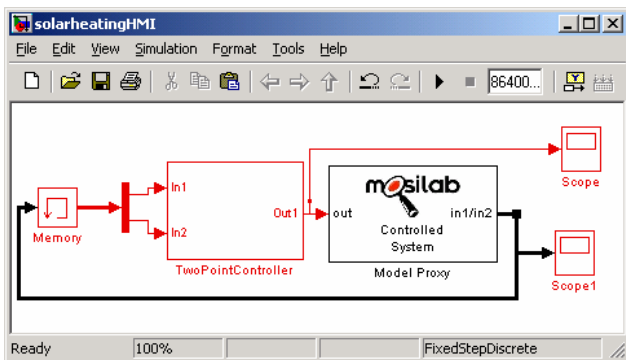 solarheatingHMI
File Edit View Simulation Format Tools Help
86400...
Scope
In1
In2
Out1
TwoPointController
Memory
mosilab
out
in1/in2
Controlled
System
Model Proxy
Scope1
Ready 100% FixedStepDiscrete